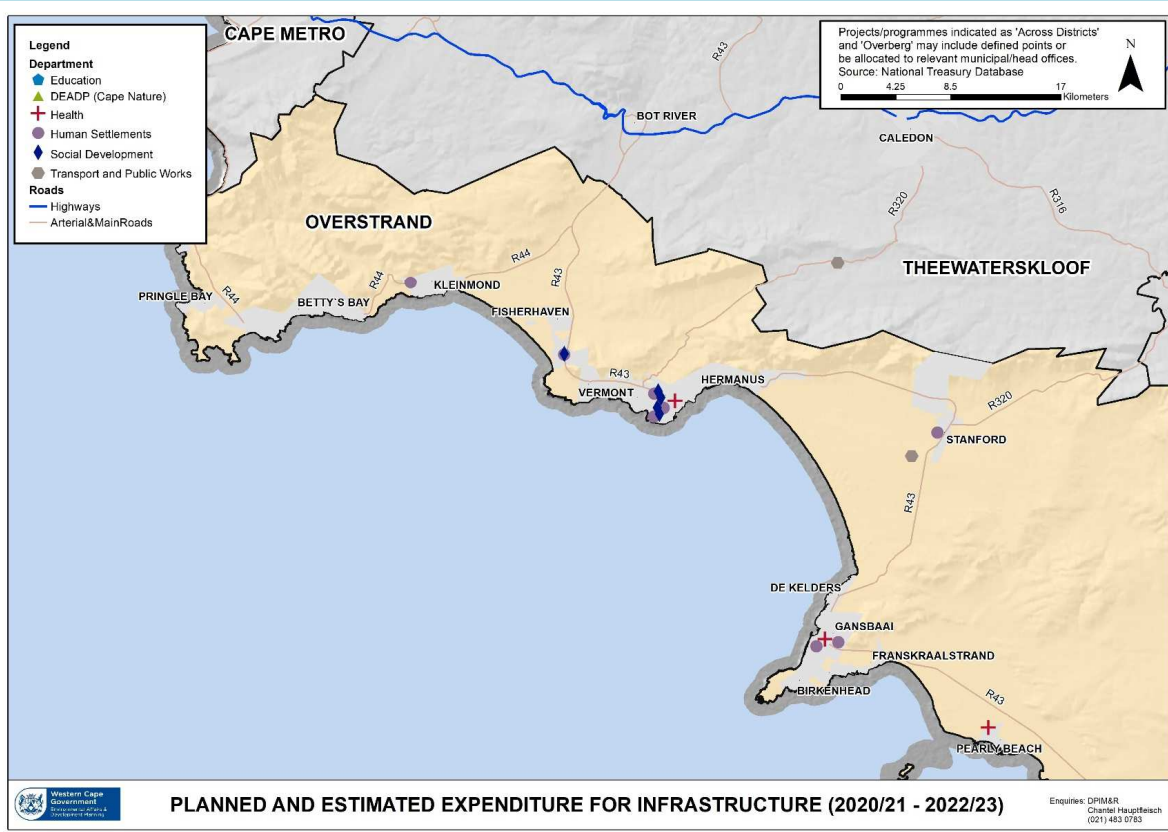 Legend
Department
Education
DEADP (Cape Nature)
Health
Human Settlements
Social Development
Transport and Public Works
Roads
Highways
Arterial&MainRoads
Projects/programmes indicated as 'Across Districts'
and 'Overberg' may include defined points or
be allocated to relevant municipal/head offices.
Source: National Treasury Database
0 4.25 8.5 17
Kilometers
N
CAPE METRO
R43
BOT RIVER
CALEDON
R320
R316
OVERSTRAND
THEEWATERSKLOOF
R44
R43
R44
KLEINMOND
PRINGLE BAY
R44
BETTY`S BAY
FISHERHAVEN
R43
VERMONT
HERMANUS
R320
STANFORD
R43
DE KELDERS
GANSBAAI
FRANSKRAALSTRAND
BIRKENHEAD
R43
PEARLY BEACH
Western Cape
Government
Environmental Affairs &
Development Planning
PLANNED AND ESTIMATED EXPENDITURE FOR INFRASTRUCTURE (2020/21 - 2022/23)
Enquiries: DPIM&R
Chantel Hauptfleisch
(021) 483 0783